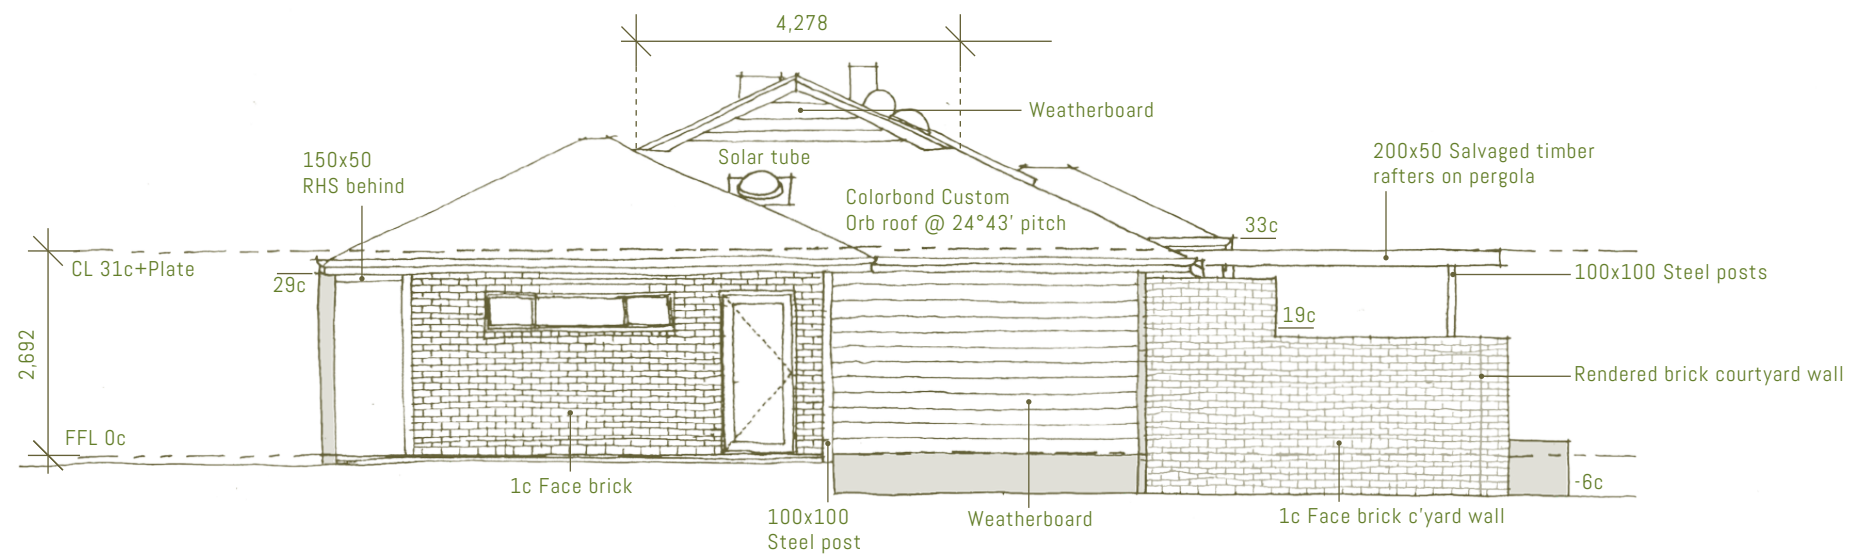 4,278
Weatherboard
150x50
RHS behind
Solar tube
200x50 Salvaged timber
rafters on pergola
Colorbond Custom
Orb roof @ 24°43' pitch
33c
CL 31c+Plate
29c
100x100 Steel posts
19c
2,692
Rendered brick courtyard wall
FFL 0c
1c Face brick
-6c
100x100
Steel post
Weatherboard
1c Face brick c'yard wall